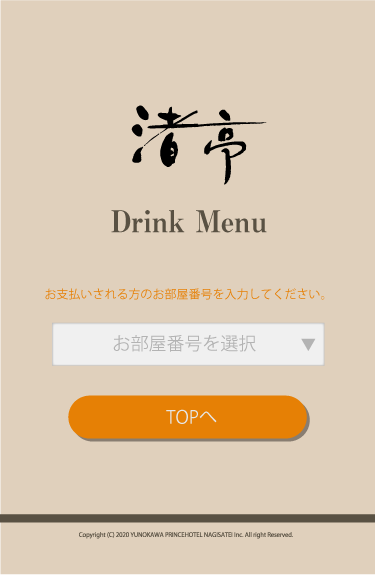 渚亭
Drink Menu
お支払いされる方のお部屋番号を入力してください。
お部屋番号を選択
TOPへ
Copyright (C) 2020 YUNOKAWA PRINCEHOTEL NAGISATEI Inc. All right Reserved.